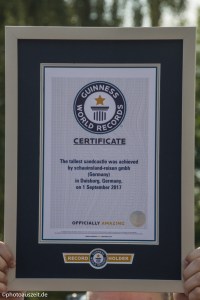 GUINNESS
WORLD RECORDS
CERTIFICATE
The tallest sandcastle was achieved
by schauinsland-reisen gmbh
(Germany)
in Duisburg, Germany,
on 1 September 2017
OFFICIALLY AMAZING
RECORD HOLDER
©photoauszeit.de